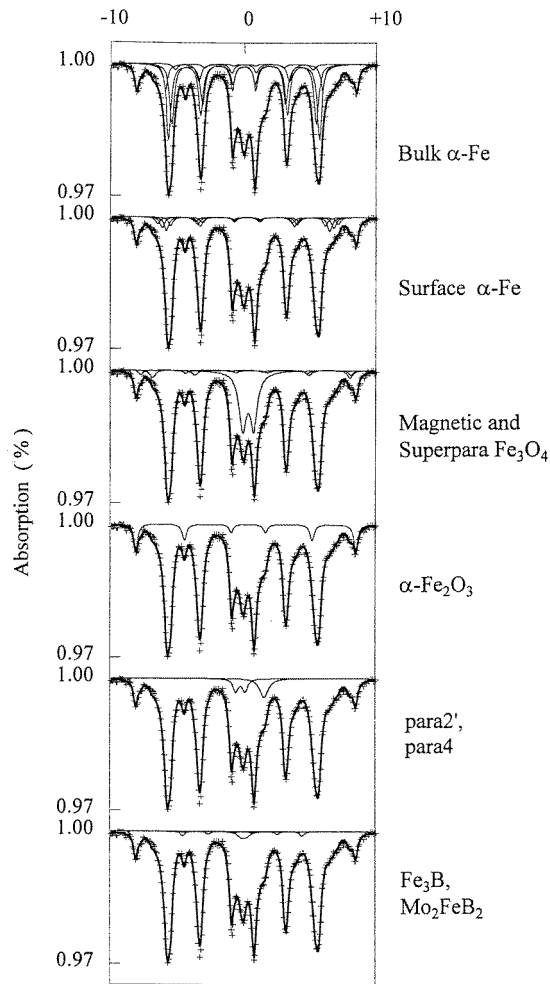 -10 0 +10
1.00
Bulk α-Fe
0.97
1.00
Surface α-Fe
0.97
1.00
Magnetic and
Superpara Fe₃O₄
0.97
Absorption (%)
1.00
α-Fe₂O₃
0.97
1.00
para2',
para4
0.97
1.00
Fe₃B,
Mo₂FeB₂
0.97